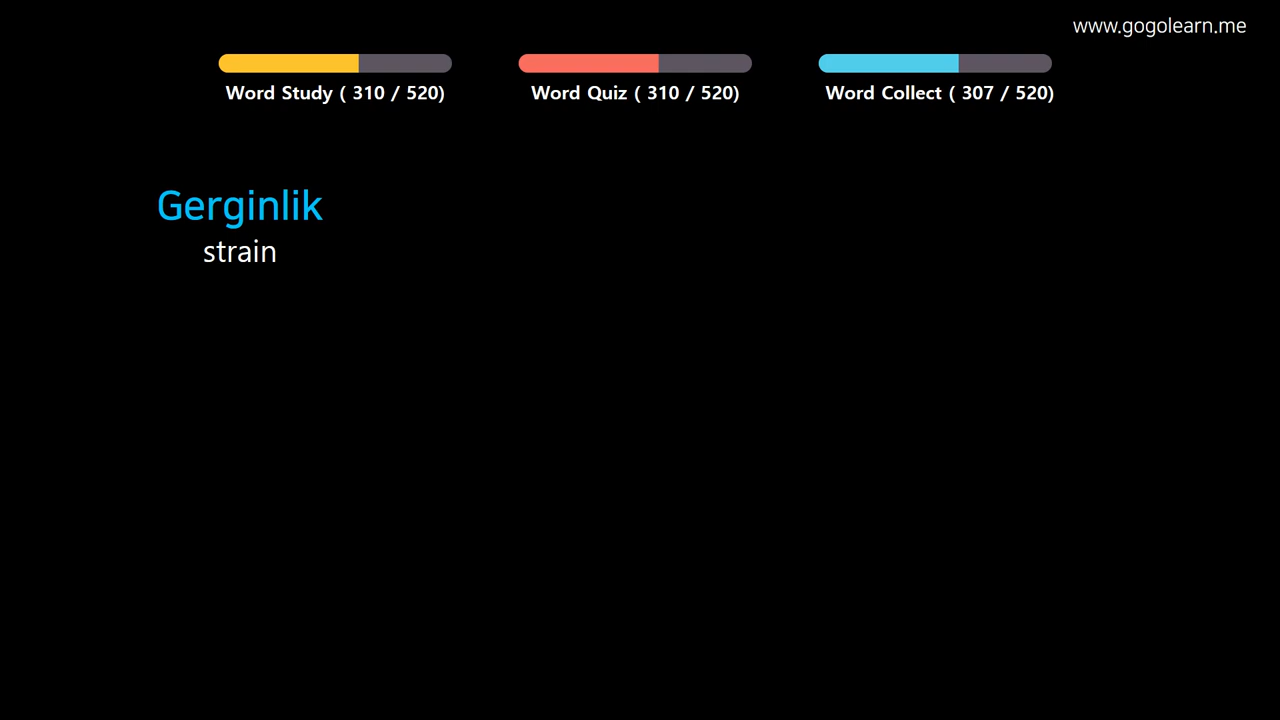 www.gogolearn.me
Word Study ( 310 / 520)
Word Quiz ( 310 / 520)
Word Collect ( 307 / 520)
Gerginlik
strain